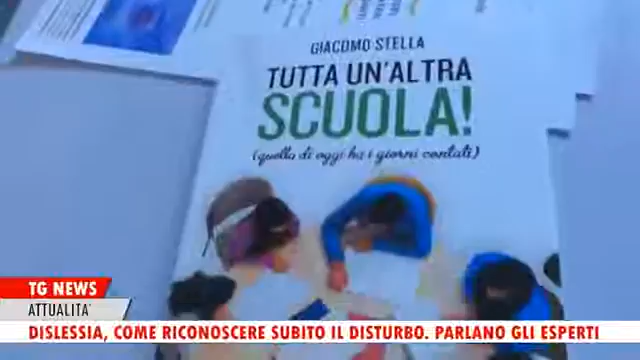 GIACOMO STELLA
TUTTA UN'ALTRA
SCUOLA!
(quella di oggi ha i giorni contati)
TG NEWS
ATTUALITA'
DISLESSIA, COME RICONOSCERE SUBITO IL DISTURBO. PARLANO GLI ESPERTI